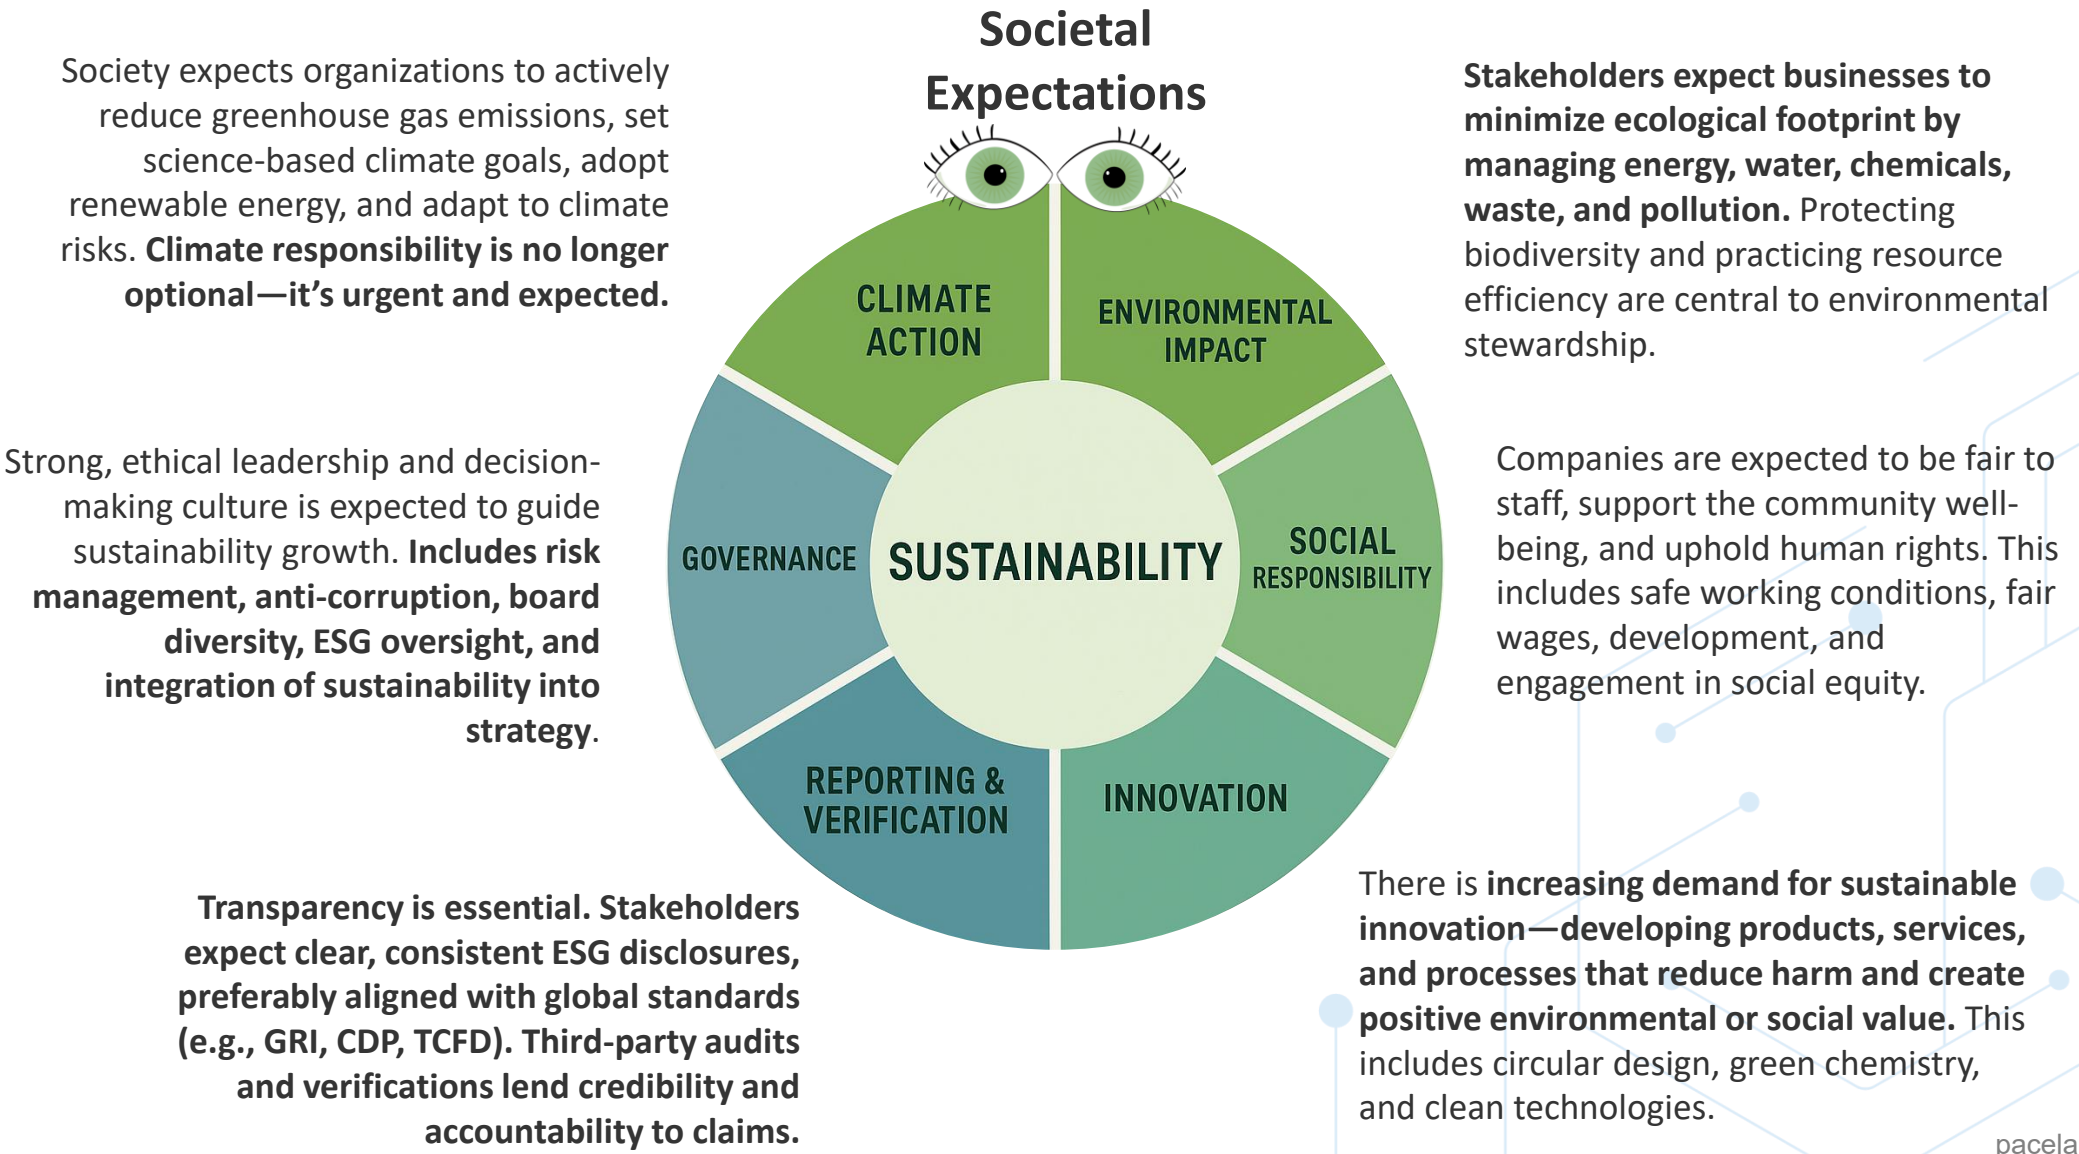 Societal
Expectations
Society expects organizations to actively
reduce greenhouse gas emissions, set
science-based climate goals, adopt
renewable energy, and adapt to climate
risks. Climate responsibility is no longer
optional—it’s urgent and expected.
Stakeholders expect businesses to
minimize ecological footprint by
managing energy, water, chemicals,
waste, and pollution. Protecting
biodiversity and practicing resource
efficiency are central to environmental
stewardship.
CLIMATE
ACTION
ENVIRONMENTAL
IMPACT
Strong, ethical leadership and decision-
making culture is expected to guide
sustainability growth. Includes risk
management, anti-corruption, board
diversity, ESG oversight, and
integration of sustainability into
strategy.
GOVERNANCE
SUSTAINABILITY
SOCIAL
RESPONSIBILITY
Companies are expected to be fair to
staff, support the community well-
being, and uphold human rights. This
includes safe working conditions, fair
wages, development, and
engagement in social equity.
REPORTING &
VERIFICATION
INNOVATION
Transparency is essential. Stakeholders
expect clear, consistent ESG disclosures,
preferably aligned with global standards
(e.g., GRI, CDP, TCFD). Third-party audits
and verifications lend credibility and
accountability to claims.
There is increasing demand for sustainable
innovation—developing products, services,
and processes that reduce harm and create
positive environmental or social value. This
includes circular design, green chemistry,
and clean technologies.
pacela